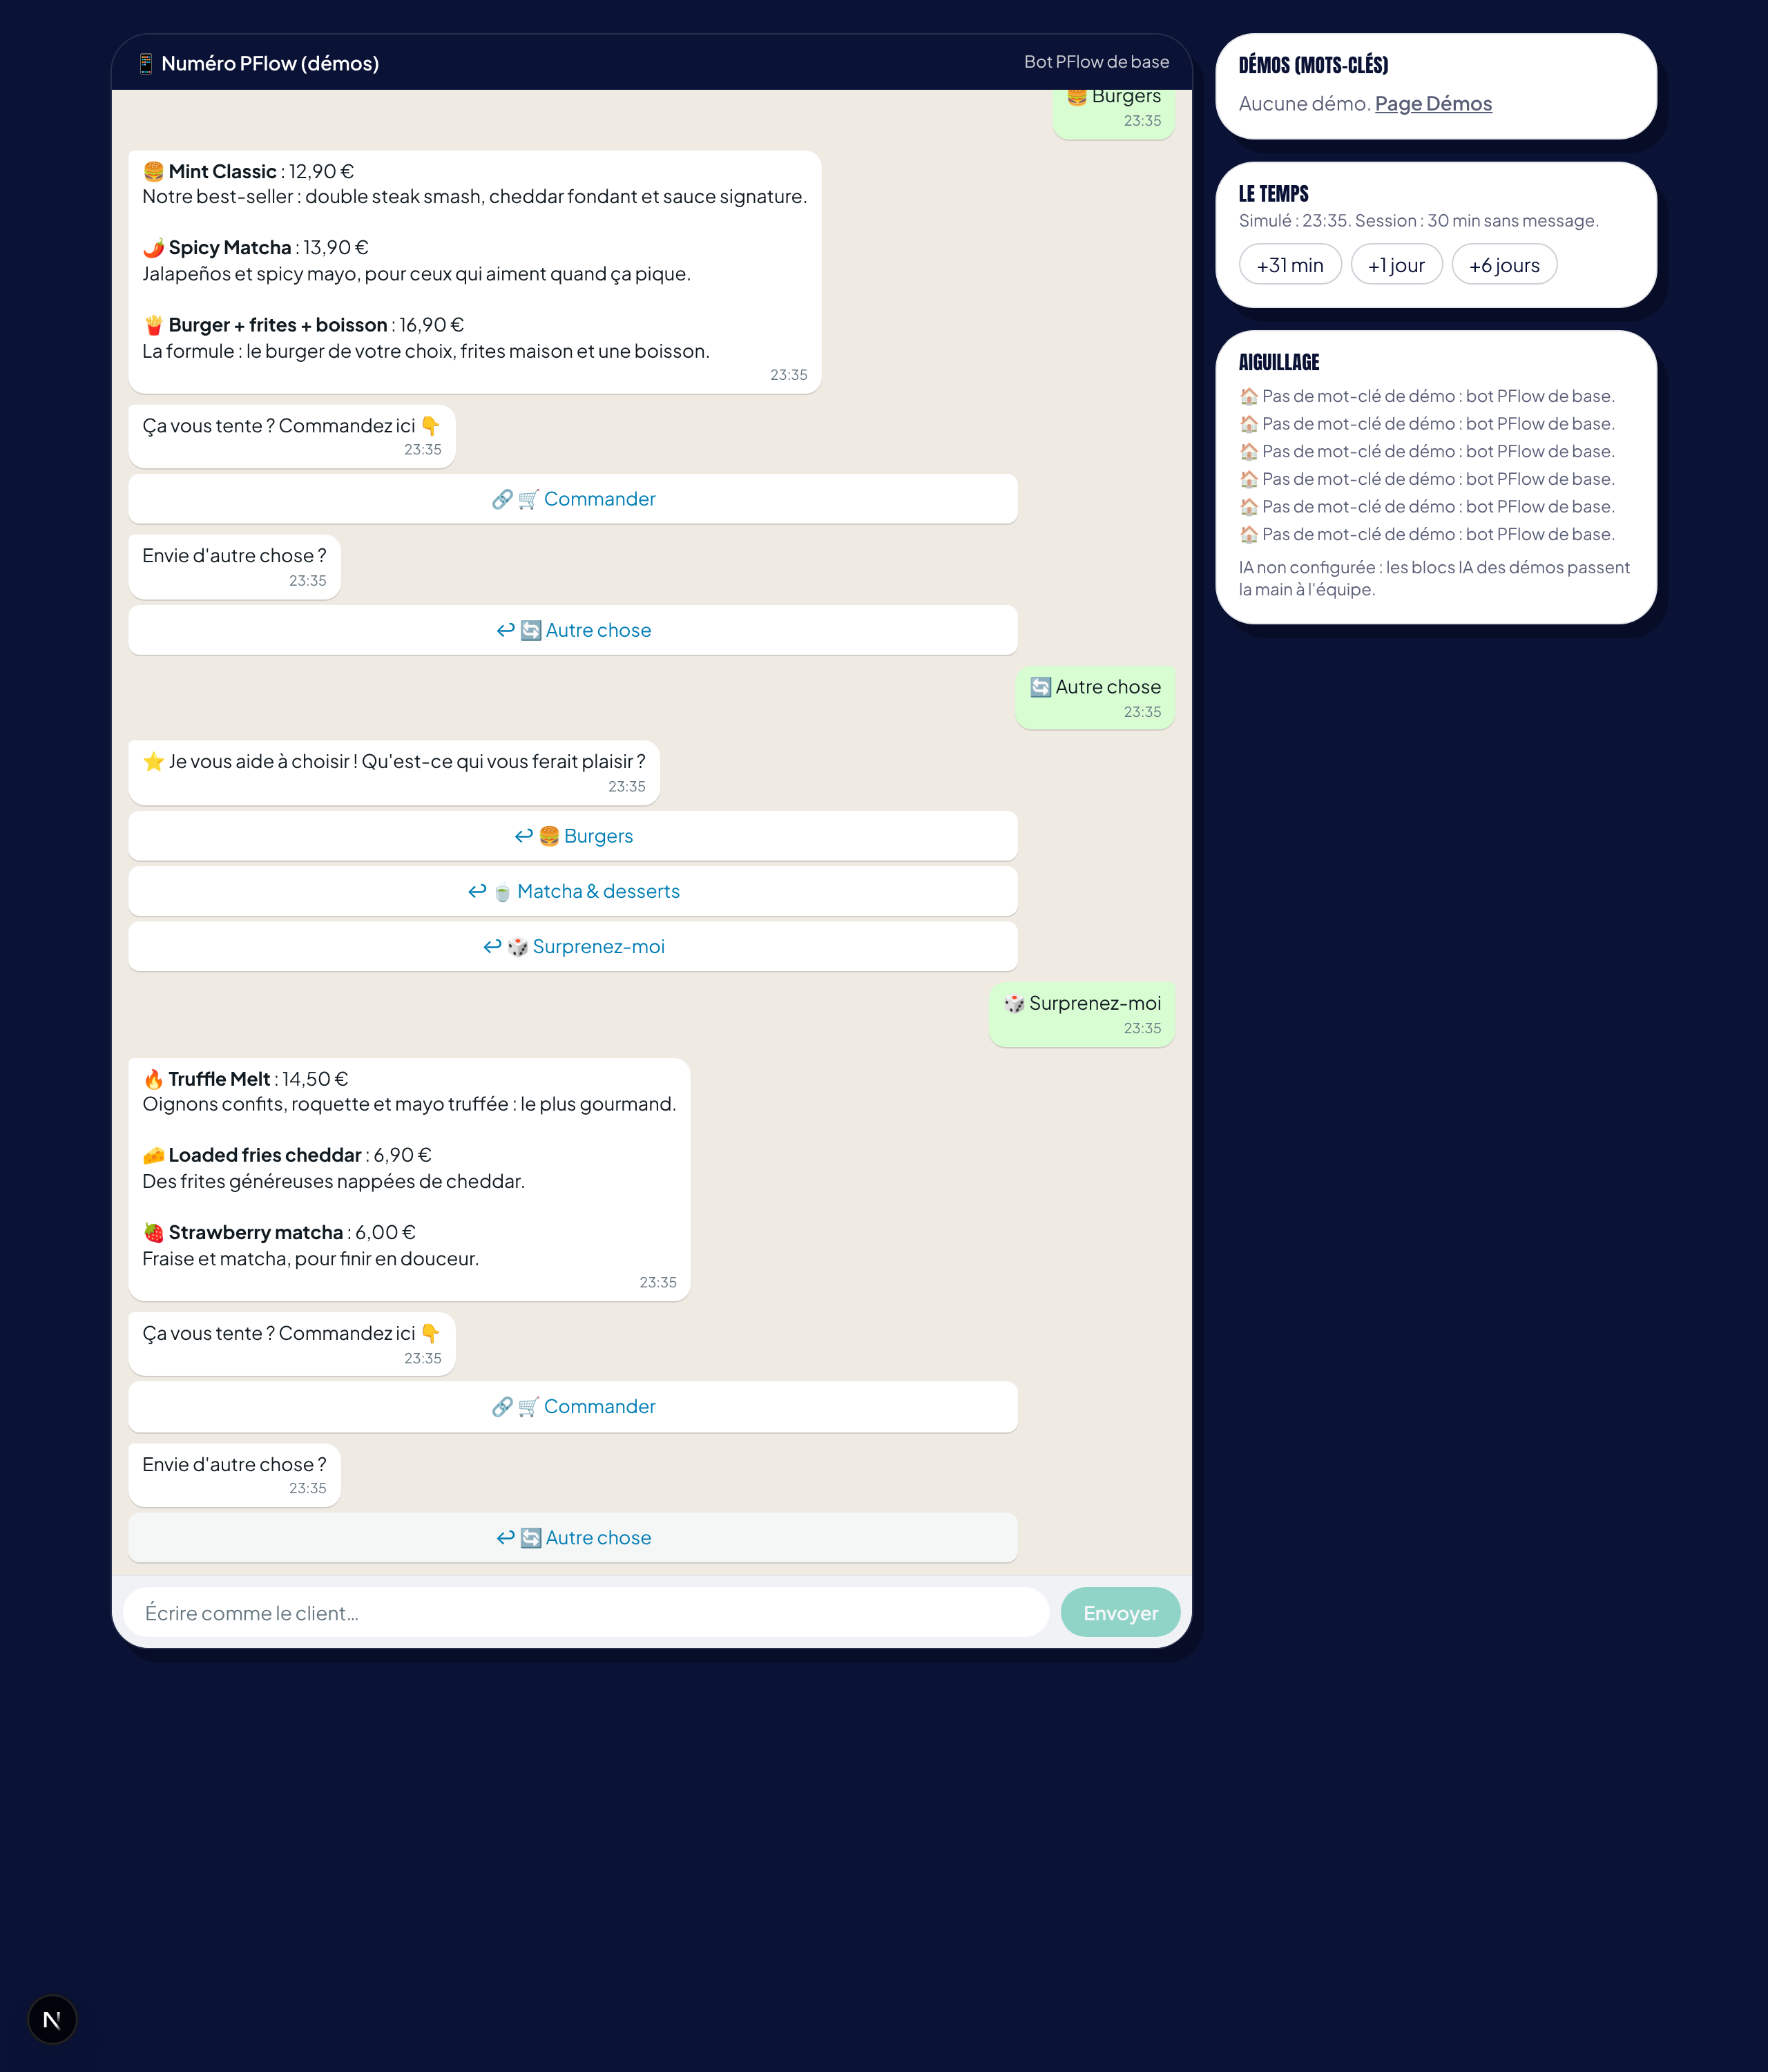 📱 Numéro PFlow (démos)
Bot PFlow de base
🍔 Burgers
23:35
🍔 Mint Classic : 12,90 €
Notre best-seller : double steak smash, cheddar fondant et sauce signature.
🌶️ Spicy Matcha : 13,90 €
Jalapeños et spicy mayo, pour ceux qui aiment quand ça pique.
🍟 Burger + frites + boisson : 16,90 €
La formule : le burger de votre choix, frites maison et une boisson.
23:35
Ça vous tente ? Commandez ici 👇
23:35
🔗 🛒 Commander
Envie d'autre chose ?
23:35
↩ 🔄 Autre chose
🔄 Autre chose
23:35
⭐ Je vous aide à choisir ! Qu'est-ce qui vous ferait plaisir ?
23:35
↩ 🍔 Burgers
↩ 🍵 Matcha & desserts
↩ 🎲 Surprenez-moi
🎲 Surprenez-moi
23:35
🔥 Truffle Melt : 14,50 €
Oignons confits, roquette et mayo truffée : le plus gourmand.
🧀 Loaded fries cheddar : 6,90 €
Des frites généreuses nappées de cheddar.
🍓 Strawberry matcha : 6,00 €
Fraise et matcha, pour finir en douceur.
23:35
Ça vous tente ? Commandez ici 👇
23:35
🔗 🛒 Commander
Envie d'autre chose ?
23:35
↩ 🔄 Autre chose
Écrire comme le client…
Envoyer
DÉMOS (MOTS-CLÉS)
Aucune démo. Page Démos
LE TEMPS
Simulé : 23:35. Session : 30 min sans message.
+31 min
+1 jour
+6 jours
AIGUILLAGE
🏠 Pas de mot-clé de démo : bot PFlow de base.
🏠 Pas de mot-clé de démo : bot PFlow de base.
🏠 Pas de mot-clé de démo : bot PFlow de base.
🏠 Pas de mot-clé de démo : bot PFlow de base.
🏠 Pas de mot-clé de démo : bot PFlow de base.
🏠 Pas de mot-clé de démo : bot PFlow de base.
IA non configurée : les blocs IA des démos passent
la main à l'équipe.
N